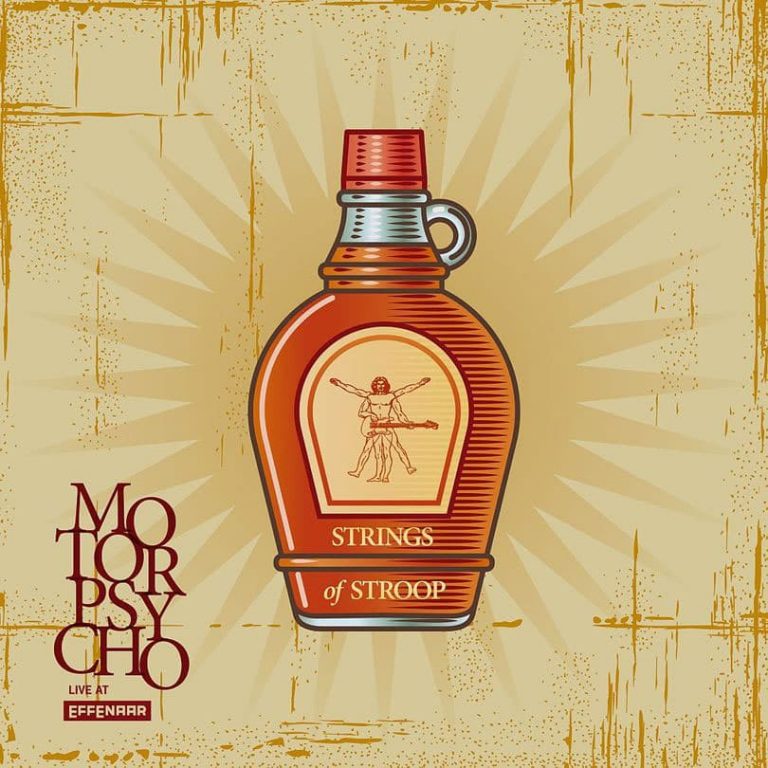 STRINGS
of STROOP
MO
TOR
PSY
CHO
LIVE AT
EFFENAAR